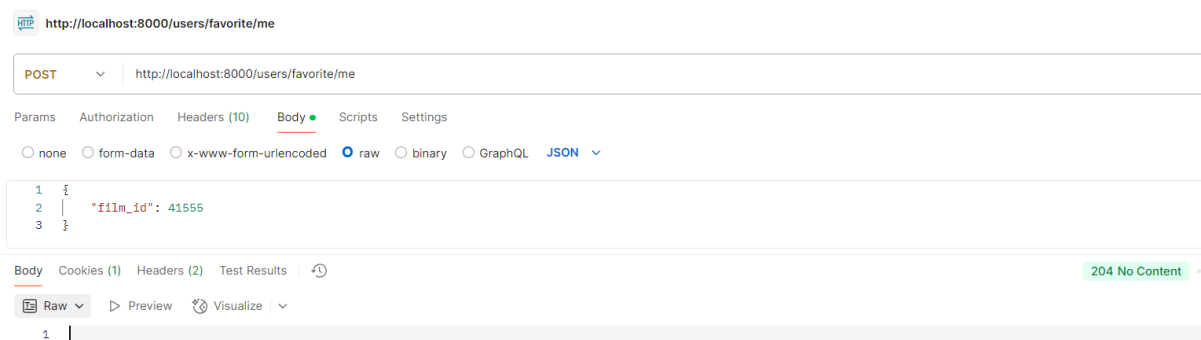 HTTP http://localhost:8000/users/favorite/me
POST http://localhost:8000/users/favorite/me
Params Authorization Headers (10) Body Scripts Settings
none form-data x-www-form-urlencoded raw binary GraphQL JSON
1 {
2 "film_id": 41555
3 }
Body Cookies (1) Headers (2) Test Results 204 No Content
Raw Preview Visualize
1